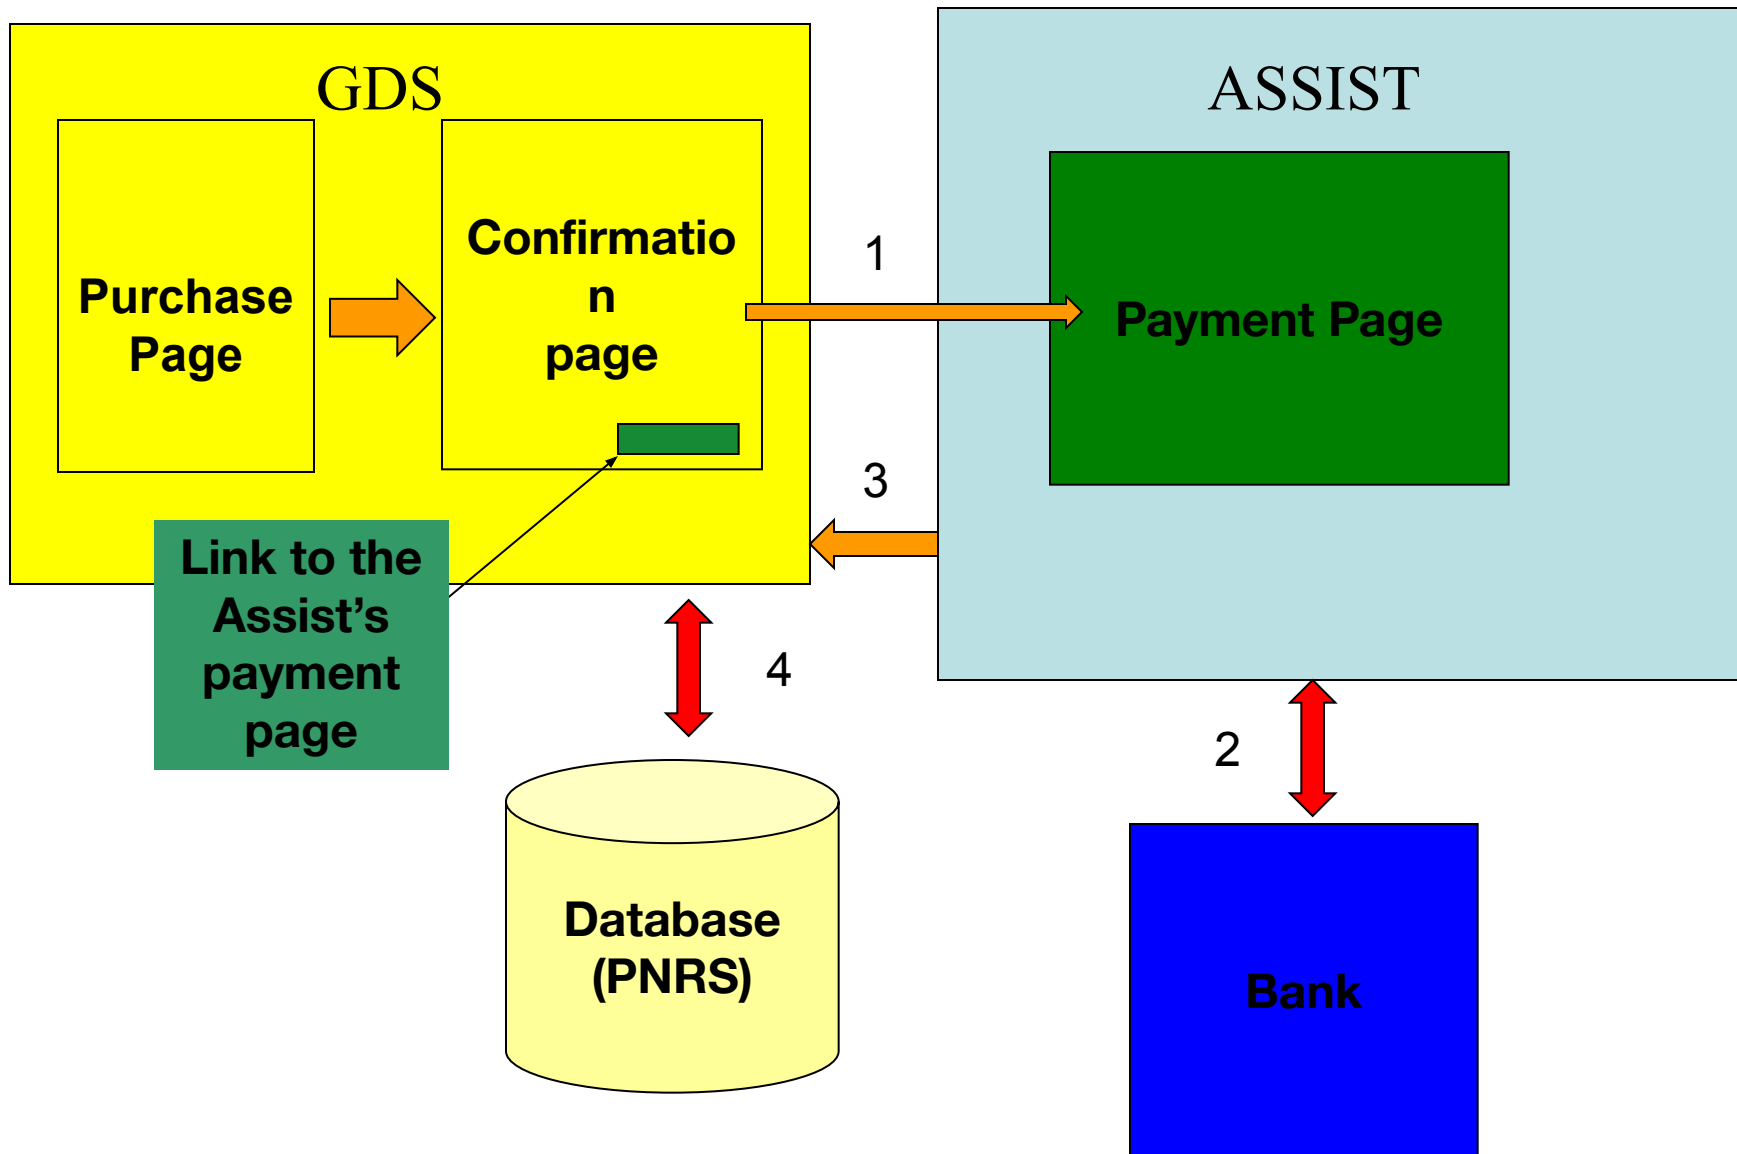 GDS
ASSIST
Purchase
Page
Confirmatio
n
page
1
Payment Page
3
Link to the
Assist’s
payment
page
4
2
Database
(PNRS)
Bank